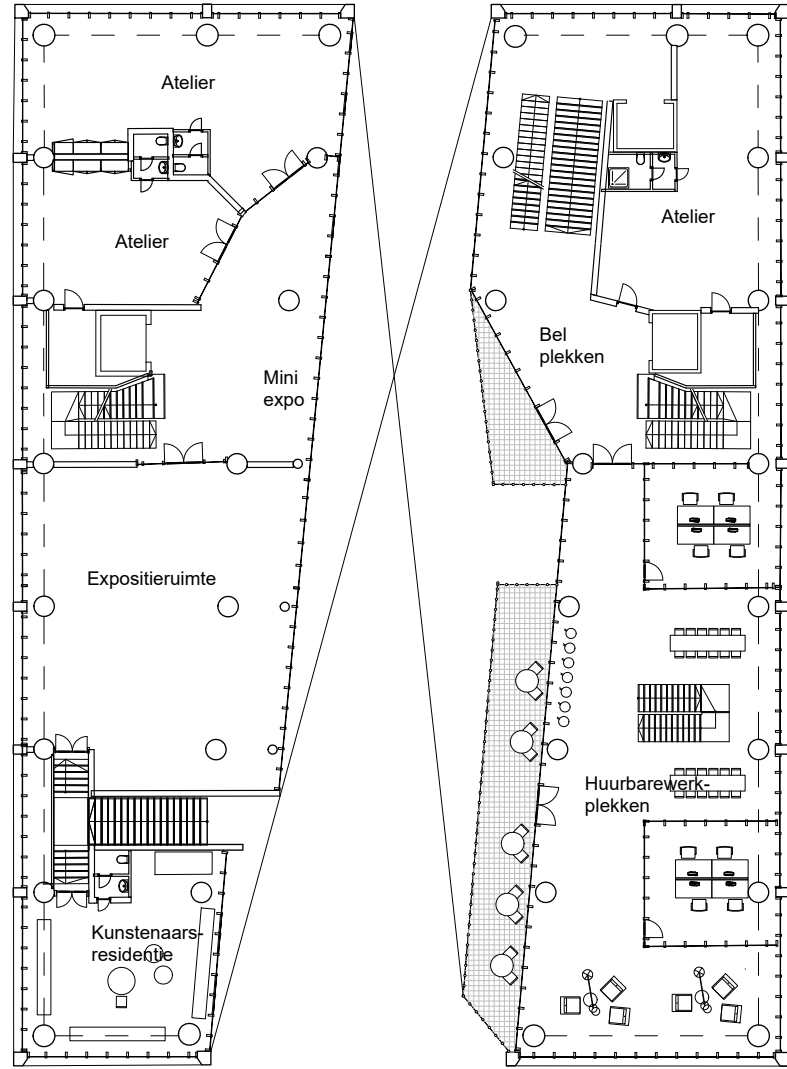 Atelier
Atelier
Mini
expo
Expositieruimte
Kunstenaars-
residentie
Atelier
Bel
plekken
Huurbarewerk-
plekken